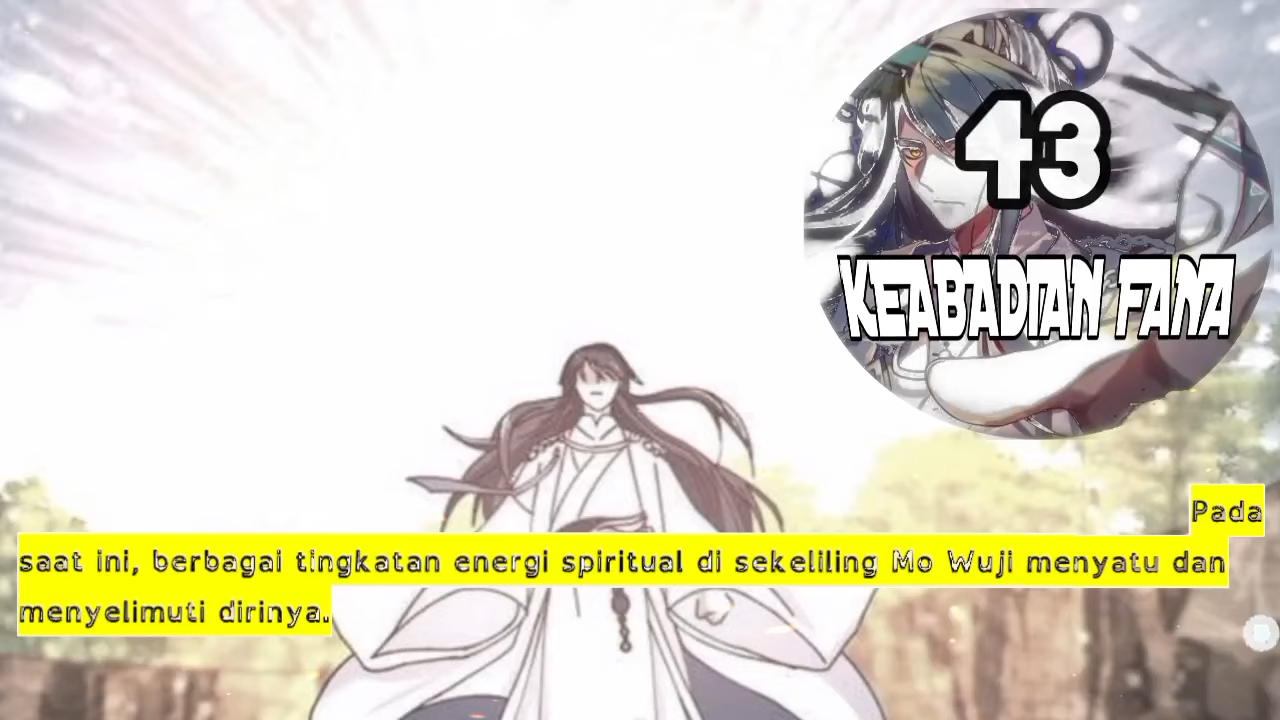 43
KEABADIAN FANA
Pada
saat ini, berbagai tingkatan energi spiritual di sekeliling Mo Wuji menyatu dan
menyelimuti dirinya.